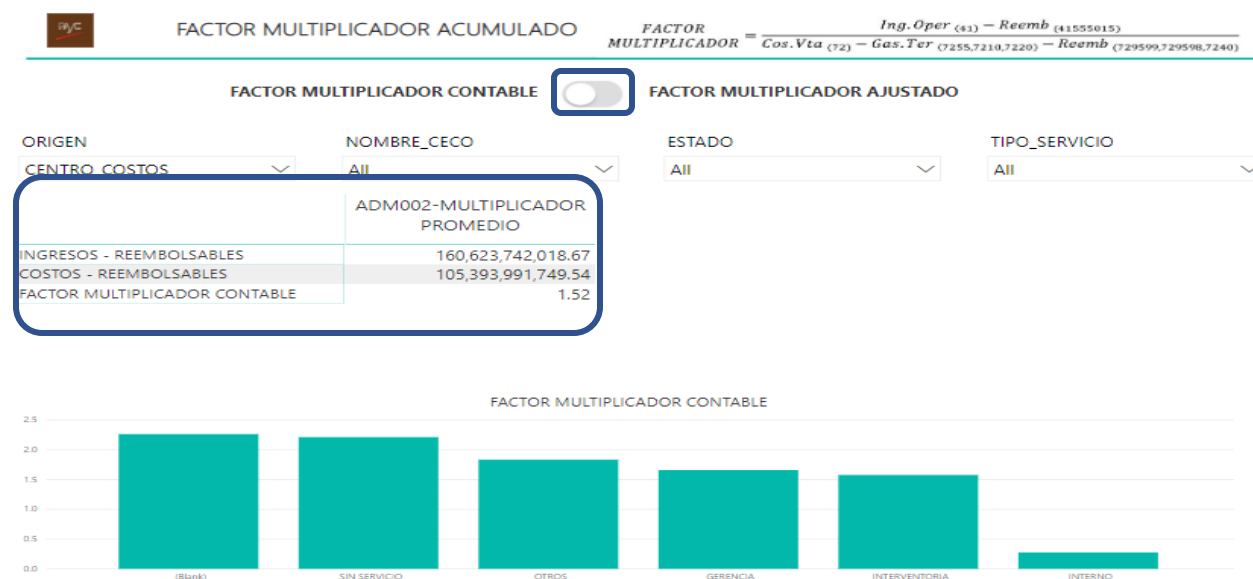 AYC
FACTOR MULTIPLICADOR ACUMULADO
FACTOR MULTIPLICADOR = Ing.Oper (41) − Reemb (41555015)
Cos.Vta (72) − Gas.Ter (7255,7210,7220) − Reemb (729599,729598,7240)
FACTOR MULTIPLICADOR CONTABLE
FACTOR MULTIPLICADOR AJUSTADO
ORIGEN NOMBRE_CECO ESTADO TIPO_SERVICIO
CENTRO_COSTOS All All All
ADM002-MULTIPLICADOR
PROMEDIO
INGRESOS - REEMBOLSABLES 160,623,742,018.67
COSTOS - REEMBOLSABLES 105,393,991,749.54
FACTOR MULTIPLICADOR CONTABLE 1.52
FACTOR MULTIPLICADOR CONTABLE
2.5
2.0
1.5
1.0
0.5
0.0
(Blank) SIN SERVICIO OTROS GERENCIA INTERVENTORIA INTERNO